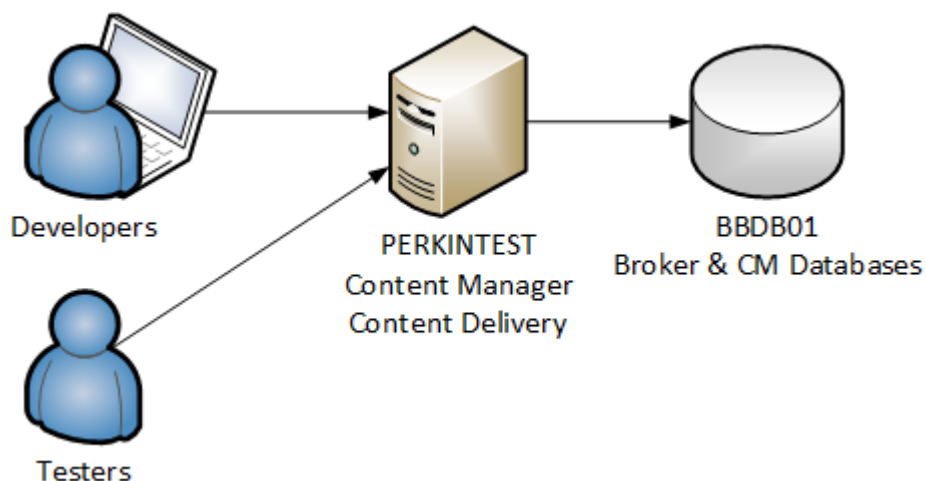 Developers
PERKINTEST
Content Manager
Content Delivery
BBDB01
Broker & CM Databases
Testers